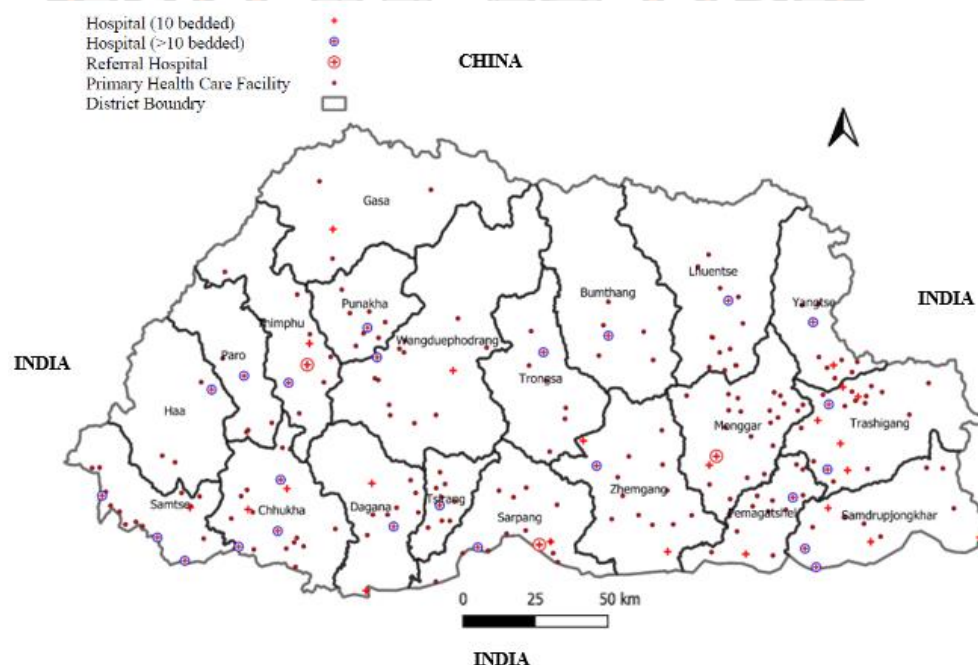 Hospital (10 bedded)
Hospital (>10 bedded)
Referral Hospital
Primary Health Care Facility
District Boundry
CHINA
Gasa
Lhuentse
Bumthang
Yangtse
INDIA
Punakha
Thimphu
Wangduephodrang
Paro
INDIA
Trongsa
Haa
Monggar
Trashigang
Zhemgang
Samtse
Chhukha
Dagana
Tsirang
Sarpang
Pemagatshel
Samdrupjongkhar
0 25 50 km
INDIA